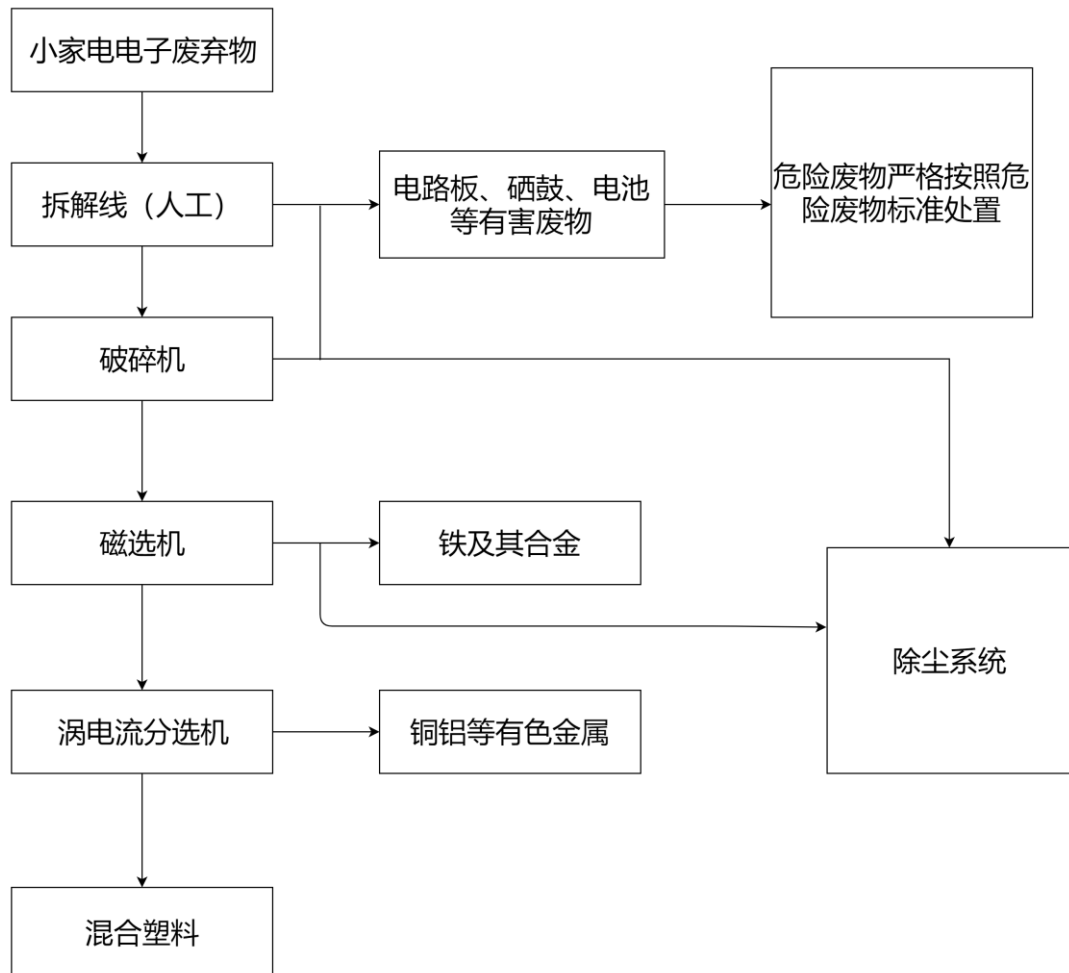 小家电电子废弃物
拆解线（人工）
电路板、硒鼓、电池
等有害废物
危险废物严格按照危
险废物标准处置
破碎机
磁选机
铁及其合金
除尘系统
涡电流分选机
铜铝等有色金属
混合塑料